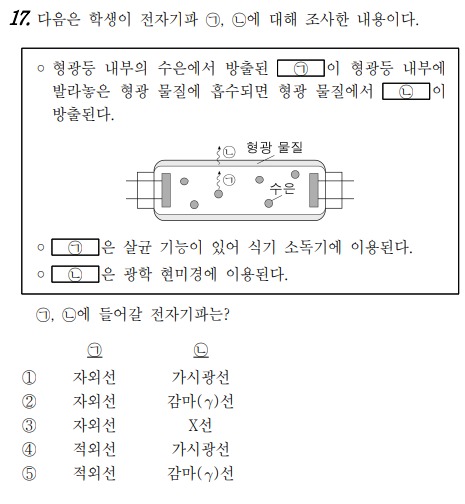 17. 다음은 학생이 전자기파 ㉠, ㉡에 대해 조사한 내용이다.
○ 형광등 내부의 수은에서 방출된 ㉠이 형광등 내부에
발라놓은 형광 물질에 흡수되면 형광 물질에서 ㉡이
방출된다.
㉡ 형광 물질
㉠
수은
○ ㉠은 살균 기능이 있어 식기 소독기에 이용된다.
○ ㉡은 광학 현미경에 이용된다.
㉠, ㉡에 들어갈 전자기파는?
㉠ ㉡
① 자외선 가시광선
② 자외선 감마(γ)선
③ 자외선 X선
④ 적외선 가시광선
⑤ 적외선 감마(γ)선